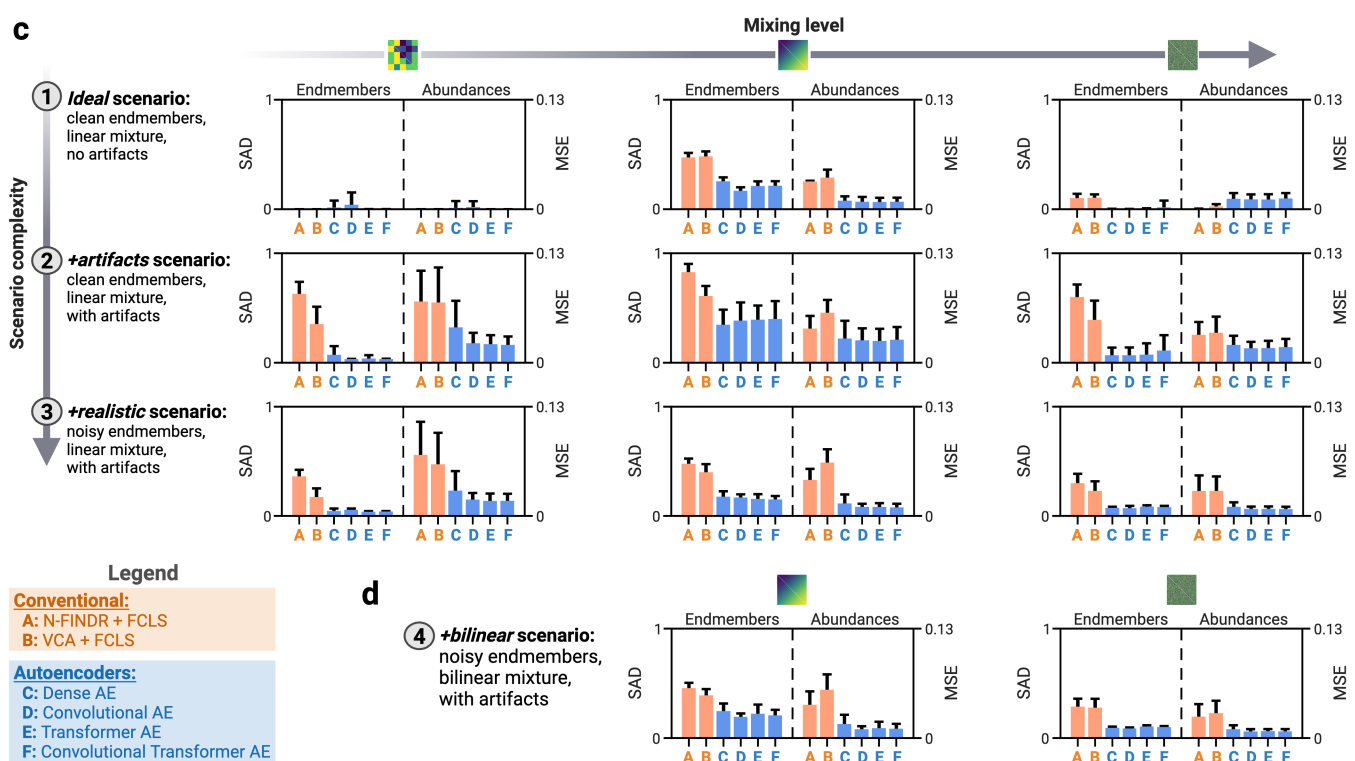 c
Mixing level
Scenario complexity
1 Ideal scenario:
clean endmembers,
linear mixture,
no artifacts
Endmembers Abundances
1 0.13
SAD MSE
0 0
A B C D E F A B C D E F
Endmembers Abundances
1 0.13
SAD MSE
0 0
A B C D E F A B C D E F
Endmembers Abundances
1 0.13
SAD MSE
0 0
A B C D E F A B C D E F
2 +artifacts scenario:
clean endmembers,
linear mixture,
with artifacts
1 0.13
SAD MSE
0 0
A B C D E F A B C D E F
1 0.13
SAD MSE
0 0
A B C D E F A B C D E F
1 0.13
SAD MSE
0 0
A B C D E F A B C D E F
3 +realistic scenario:
noisy endmembers,
linear mixture,
with artifacts
1 0.13
SAD MSE
0 0
A B C D E F A B C D E F
1 0.13
SAD MSE
0 0
A B C D E F A B C D E F
1 0.13
SAD MSE
0 0
A B C D E F A B C D E F
Legend
Conventional:
A: N-FINDR + FCLS
B: VCA + FCLS
Autoencoders:
C: Dense AE
D: Convolutional AE
E: Transformer AE
F: Convolutional Transformer AE
d
4 +bilinear scenario:
noisy endmembers,
bilinear mixture,
with artifacts
Endmembers Abundances
1 0.13
SAD MSE
0 0
A B C D E F A B C D E F
Endmembers Abundances
1 0.13
SAD MSE
0 0
A B C D E F A B C D E F